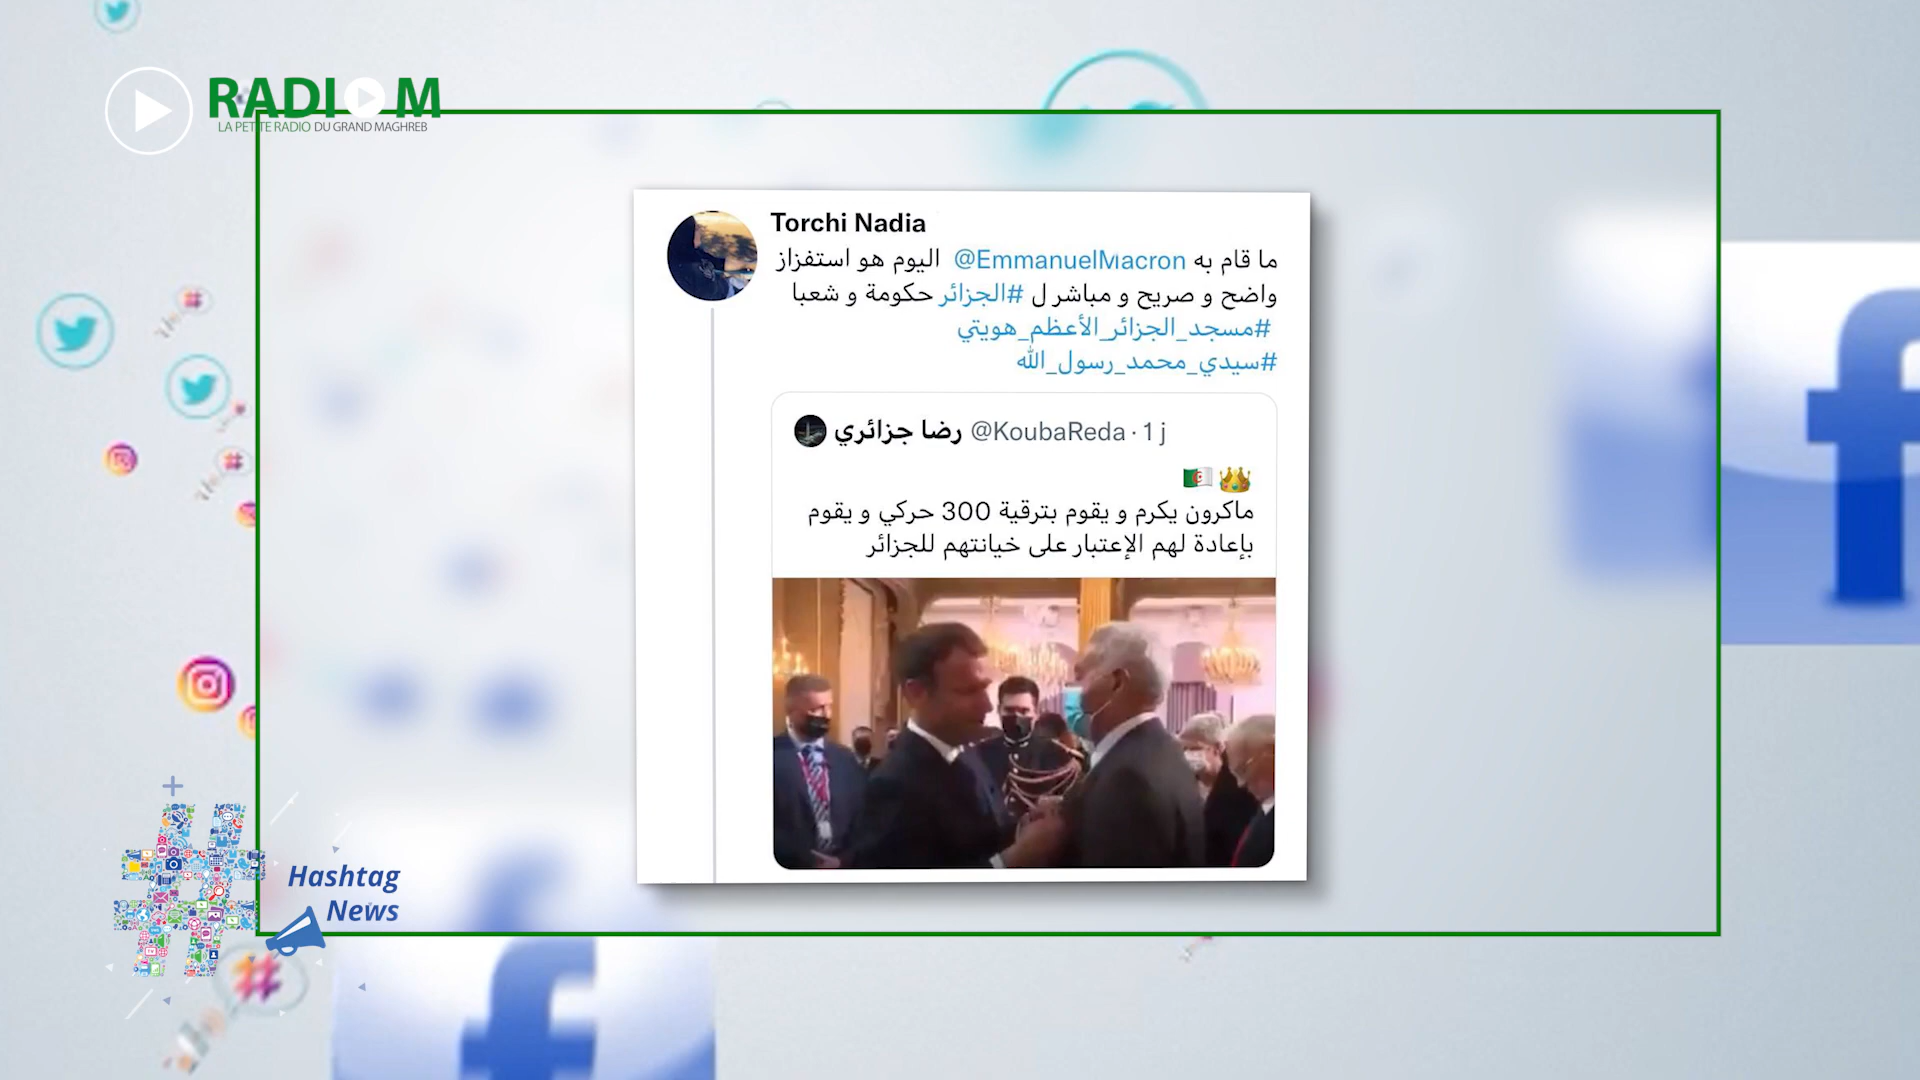 RADIOM
LA PETITE RADIO DU GRAND MAGHREB
Torchi Nadia
ما قام به @EmmanuelMacron اليوم هو استفزاز
واضح و صريح و مباشر ل #الجزائر حكومة و شعبا
#مسجد_الجزائر_الأعظم_هويتي
#سيدي_محمد_رسول_الله
رضا جزائري @KoubaReda · 1 j
ماكرون يكرم و يقوم بترقية 300 حركي و يقوم
بإعادة لهم الإعتبار على خيانتهم للجزائر
Hashtag
News